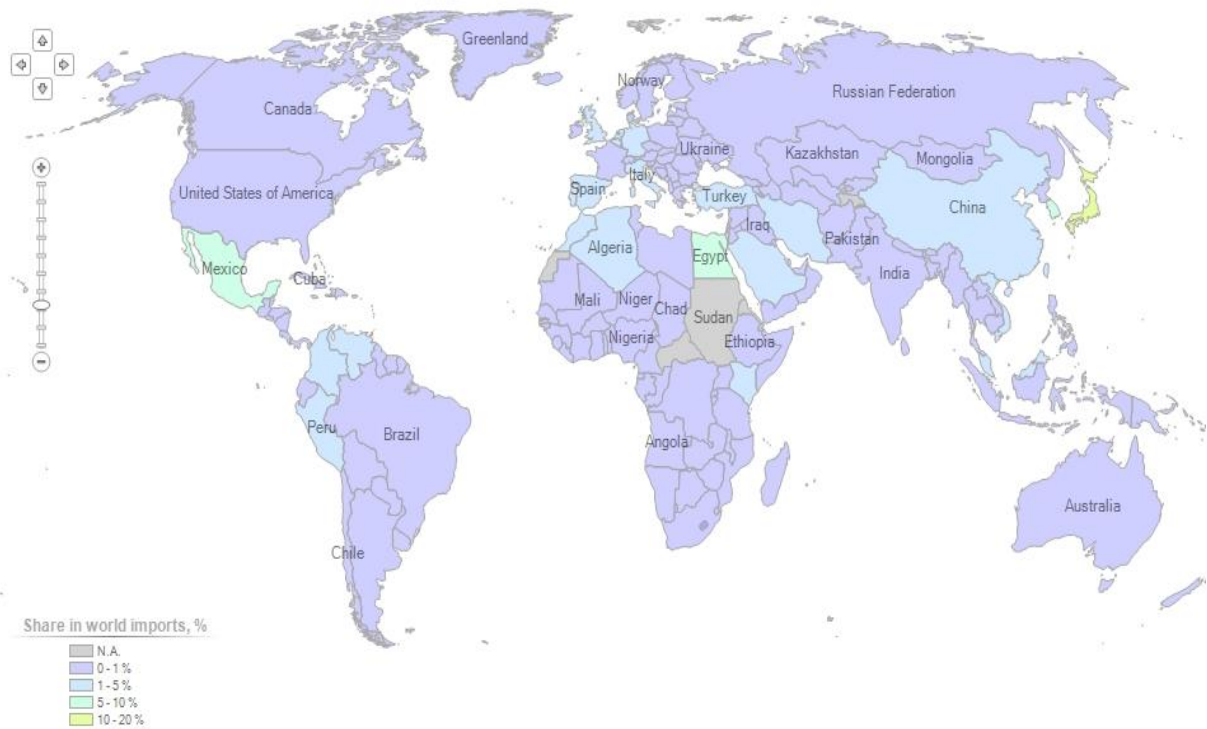 Greenland
Norway
Russian Federation
Canada
Ukraine
Kazakhstan
Mongolia
Italy
United States of America
Spain
Turkey
China
Iraq
Algeria
Egypt
Pakistan
Mexico
India
Cuba
Mali
Niger
Chad
Sudan
Nigeria
Ethiopia
Peru
Brazil
Angola
Australia
Chile
Share in world imports, %
N.A.
0 - 1 %
1 - 5 %
5 - 10 %
10 - 20 %